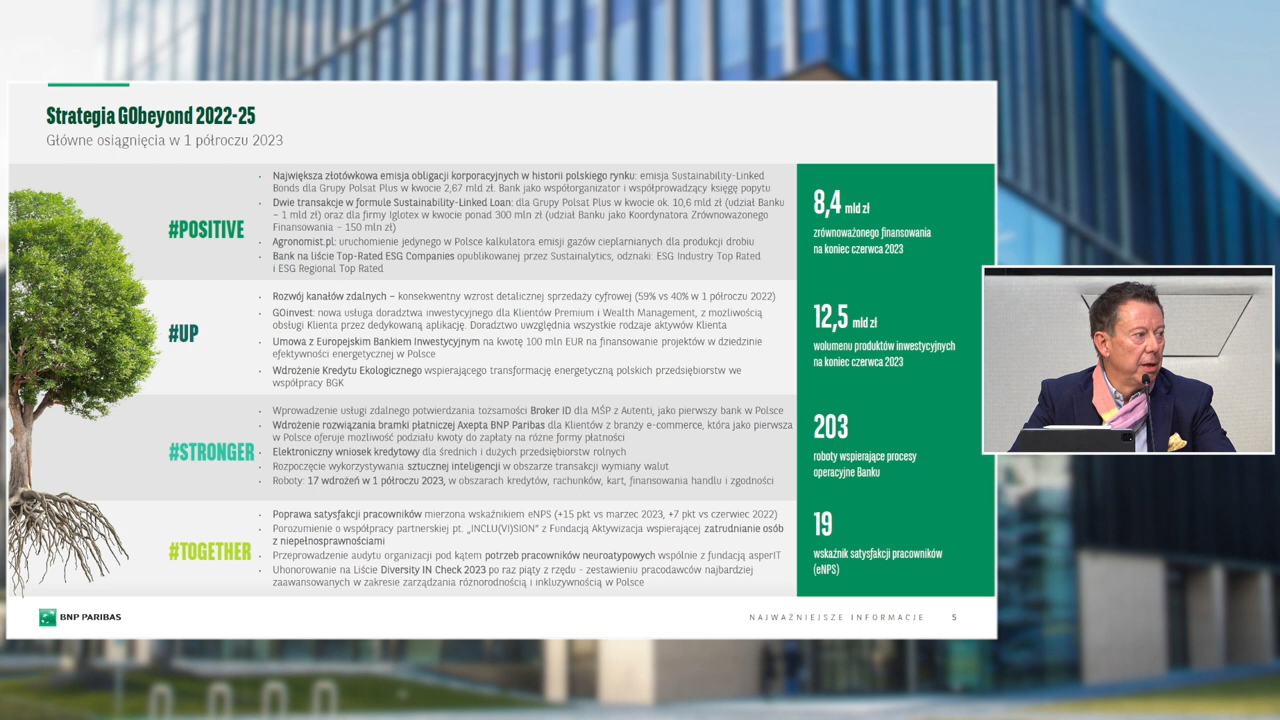 Strategia GObeyond 2022-25
Główne osiągnięcia w 1 półroczu 2023
#POSITIVE
• Największa złotówkowa emisja obligacji korporacyjnych w historii polskiego rynku: emisja Sustainability-Linked
Bonds dla Grupy Polsat Plus w kwocie 2,67 mld zł. Bank jako współorganizator i współprowadzący księgę popytu
• Dwie transakcje w formule Sustainability-Linked Loan: dla Grupy Polsat Plus w kwocie ok. 10,6 mld zł (udział Banku
– 1 mld zł) oraz dla firmy Iglotex w kwocie ponad 300 mln zł (udział Banku jako Koordynatora Zrównoważonego
Finansowania – 150 mln zł)
• Agronomist.pl: uruchomienie jedynego w Polsce kalkulatora emisji gazów cieplarnianych dla produkcji drobiu
• Bank na liście Top-Rated ESG Companies opublikowanej przez Sustainalytics, odznaki: ESG Industry Top Rated
i ESG Regional Top Rated
8,4 mld zł
zrównoważonego finansowania
na koniec czerwca 2023
#UP
• Rozwój kanałów zdalnych – konsekwentny wzrost detalicznej sprzedaży cyfrowej (59% vs 40% w 1 półroczu 2022)
• GOinvest: nowa usługa doradztwa inwestycyjnego dla Klientów Premium i Wealth Management, z możliwością
obsługi Klienta przez dedykowaną aplikację. Doradztwo uwzględnia wszystkie rodzaje aktywów Klienta
• Umowa z Europejskim Bankiem Inwestycyjnym na kwotę 100 mln EUR na finansowanie projektów w dziedzinie
efektywności energetycznej w Polsce
• Wdrożenie Kredytu Ekologicznego wspierającego transformację energetyczną polskich przedsiębiorstw we
współpracy BGK
12,5 mld zł
wolumenu produktów inwestycyjnych
na koniec czerwca 2023
#STRONGER
• Wprowadzenie usługi zdalnego potwierdzania tożsamości Broker ID dla MŚP z Autenti, jako pierwszy bank w Polsce
• Wdrożenie rozwiązania bramki płatniczej Axepta BNP Paribas dla Klientów z branży e-commerce, która jako pierwsza
w Polsce oferuje możliwość podziału kwoty do zapłaty na różne formy płatności
• Elektroniczny wniosek kredytowy dla średnich i dużych przedsiębiorstw rolnych
• Rozpoczęcie wykorzystywania sztucznej inteligencji w obszarze transakcji wymiany walut
• Roboty: 17 wdrożeń w 1 półroczu 2023, w obszarach kredytów, rachunków, kart, finansowania handlu i zgodności
203
roboty wspierające procesy
operacyjne Banku
#TOGETHER
• Poprawa satysfakcji pracowników mierzona wskaźnikiem eNPS (+15 pkt vs marzec 2023, +7 pkt vs czerwiec 2022)
• Porozumienie o współpracy partnerskiej pt. „INCLU(VI)SION” z Fundacją Aktywizacja wspierającej zatrudnianie osób
z niepełnosprawnościami
• Przeprowadzenie audytu organizacji pod kątem potrzeb pracowników neuroatypowych wspólnie z fundacją asperIT
• Uhonorowanie na Liście Diversity IN Check 2023 po raz piąty z rzędu - zestawieniu pracodawców najbardziej
zaawansowanych w zakresie zarządzania różnorodnością i inkluzywnością w Polsce
19
wskaźnik satysfakcji pracowników
(eNPS)
BNP PARIBAS
NAJWAŻNIEJSZE INFORMACJE 5